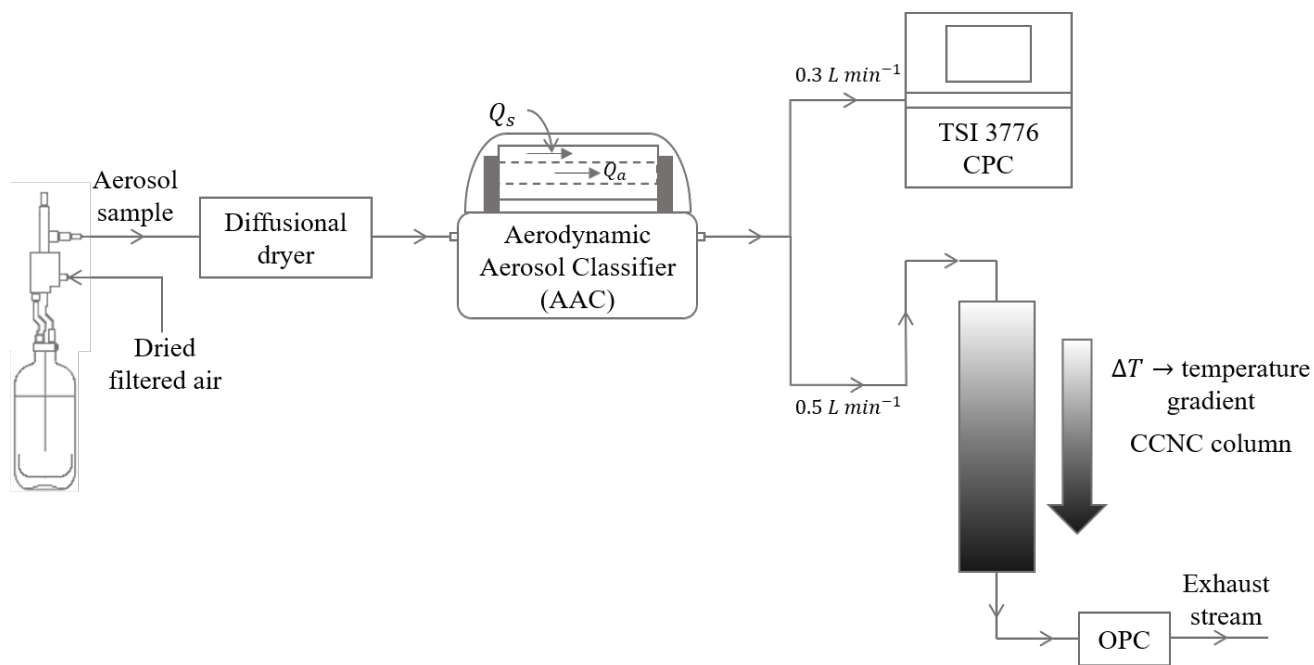 Aerosol
sample
Diffusional
dryer
Dried
filtered air
Q_s
Q_a
Aerodynamic
Aerosol Classifier
(AAC)
0.3 L min⁻¹
TSI 3776
CPC
0.5 L min⁻¹
ΔT → temperature
gradient
CCNC column
OPC
Exhaust
stream